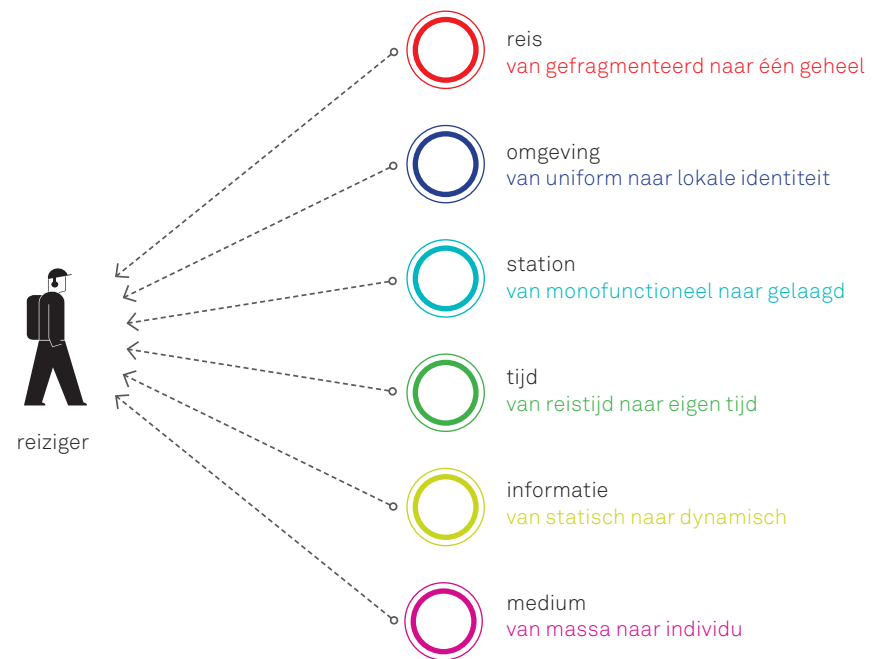 reis
van gefragmenteerd naar één geheel
omgeving
van uniform naar lokale identiteit
station
van monofunctioneel naar gelaagd
tijd
van reistijd naar eigen tijd
reiziger
informatie
van statisch naar dynamisch
medium
van massa naar individu